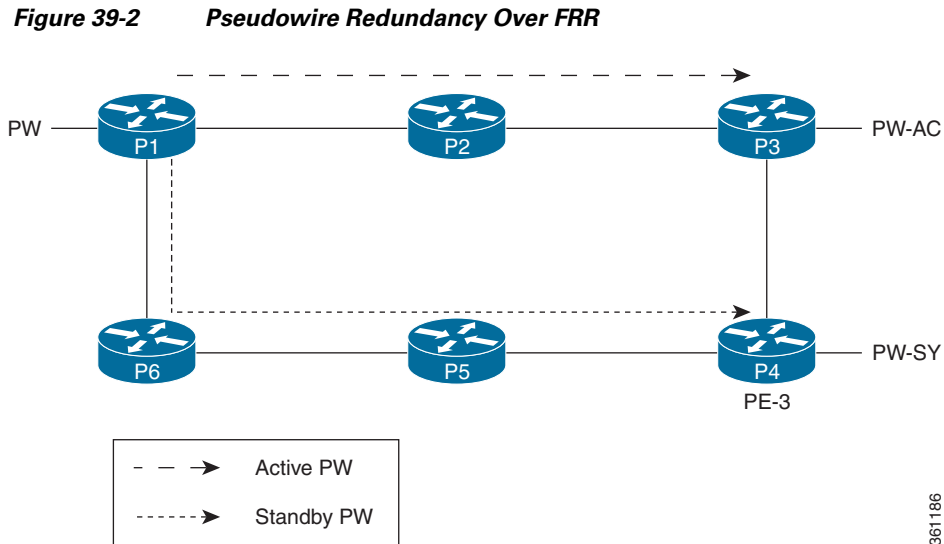 Figure 39-2 Pseudowire Redundancy Over FRR
PW
P1
P2
P3
PW-AC
P6
P5
P4
PW-SY
PE-3
Active PW
Standby PW
361186